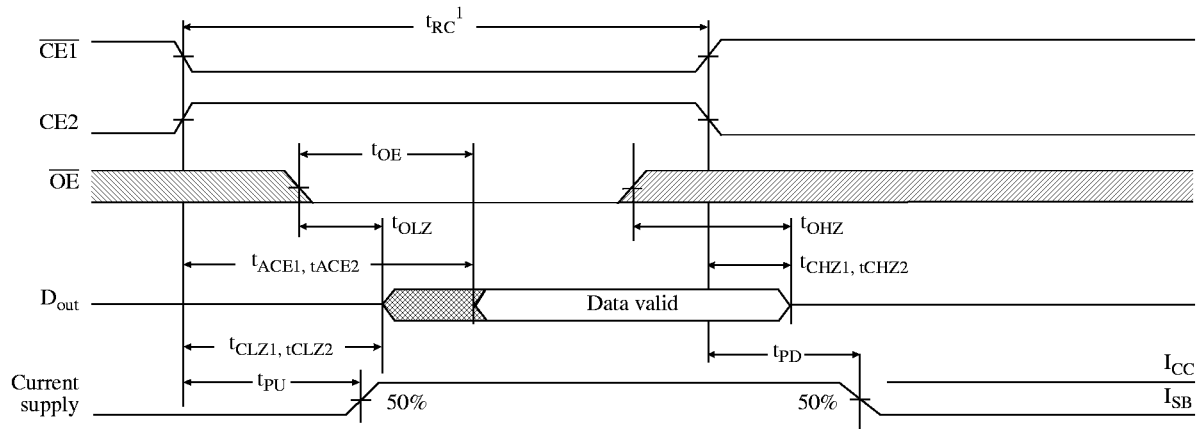 tRC1
CE1
CE2
tOE
OE
tOLZ
tOHZ
tACE1, tACE2
tCHZ1, tCHZ2
Dout
Data valid
tCLZ1, tCLZ2
tPD
tPU
ICC
Current
supply
50%
50%
ISB